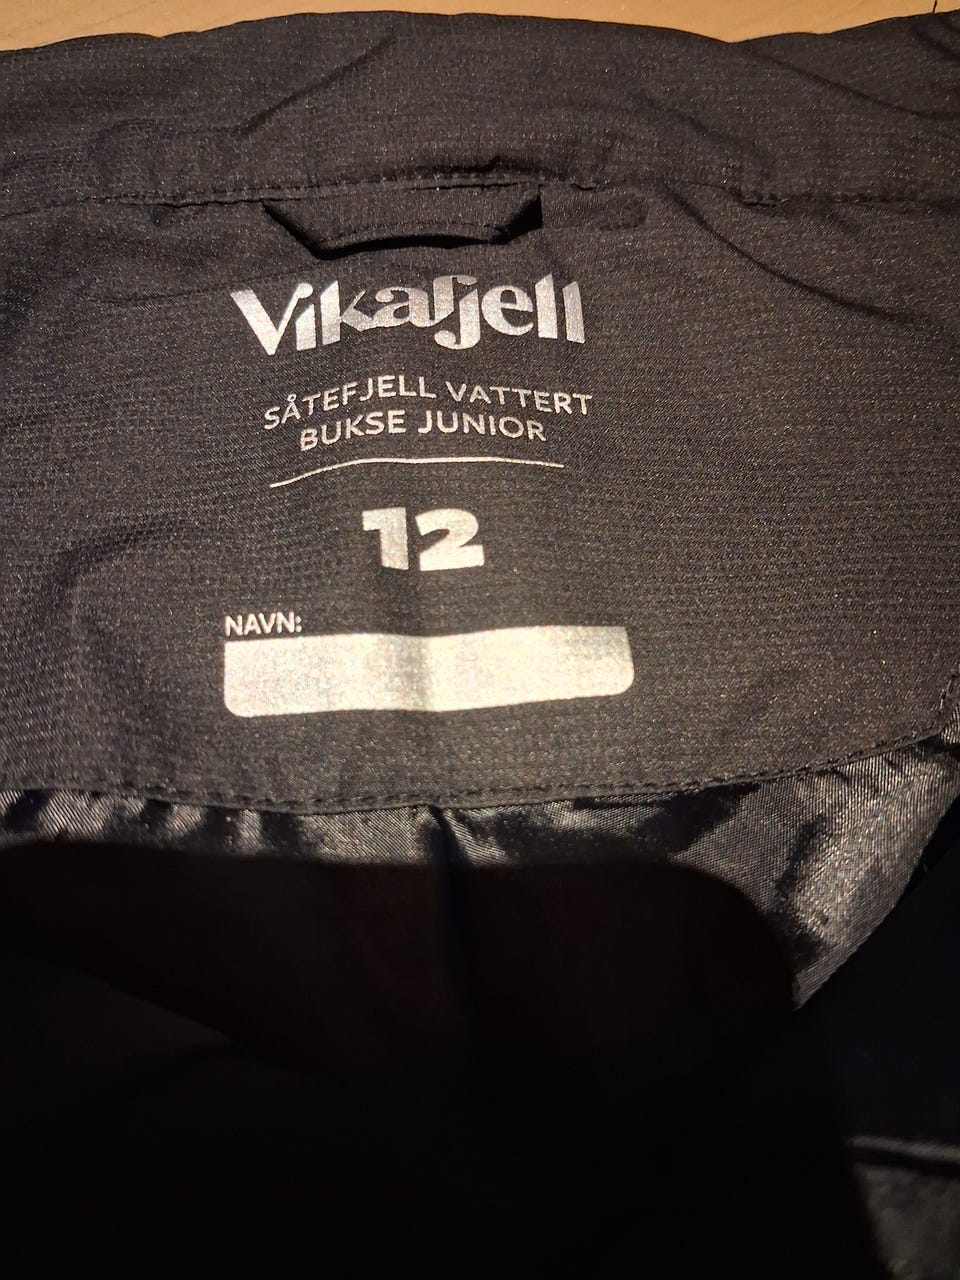 Vikafjell
SÅTEFJELL VATTERT
BUKSE JUNIOR
12
NAVN: